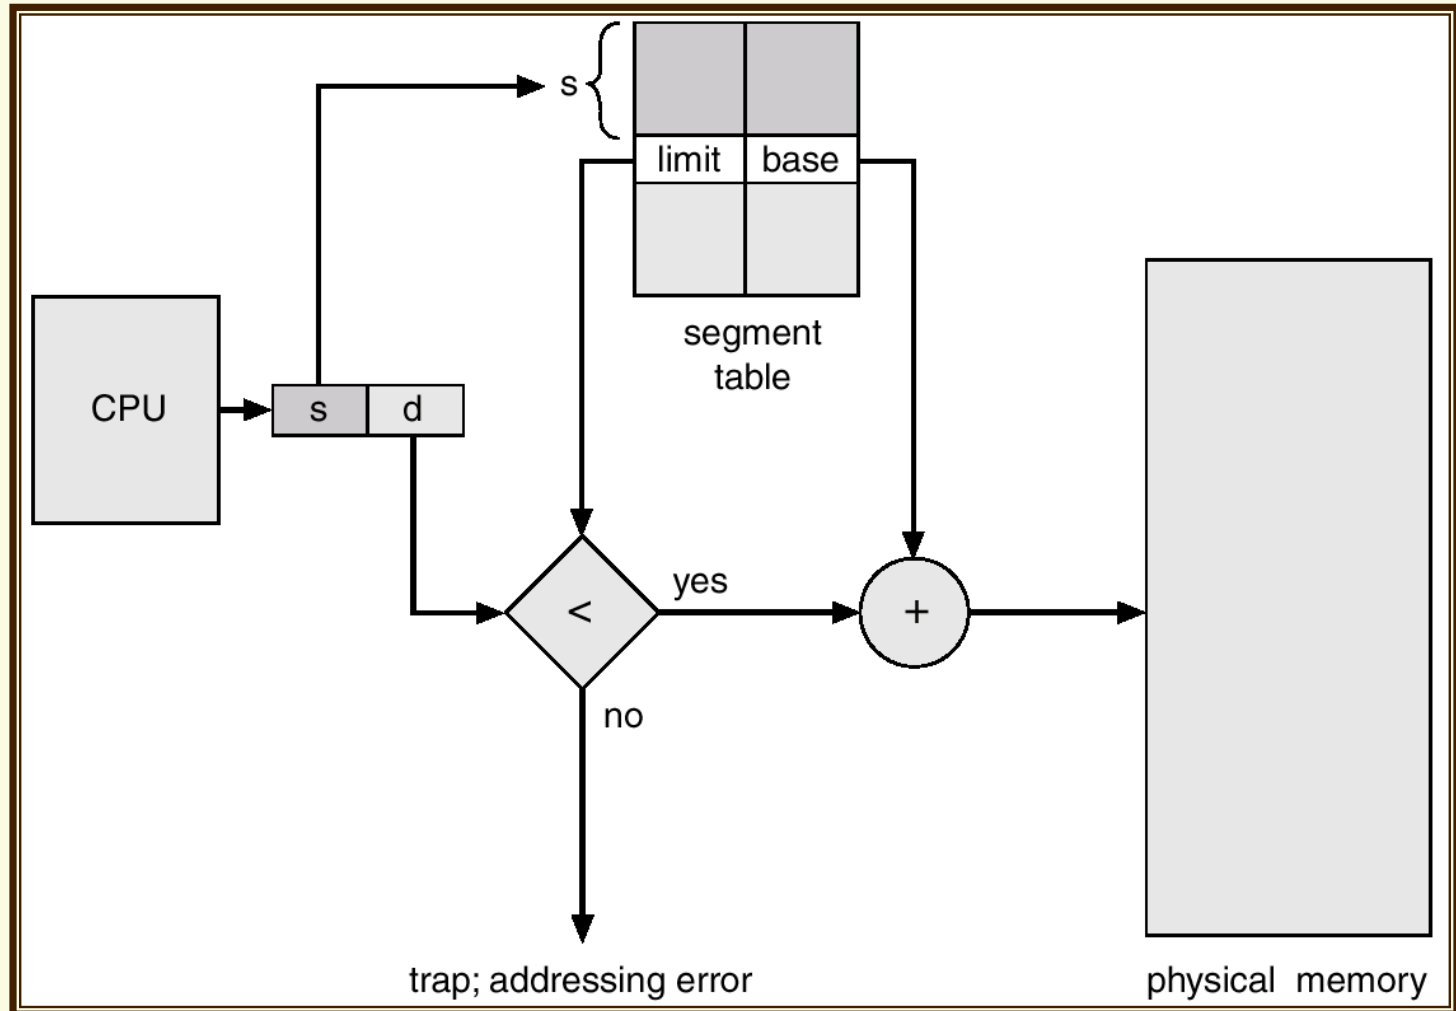 s
limit base
segment
table
CPU
s d
yes
< +
no
trap; addressing error
physical memory